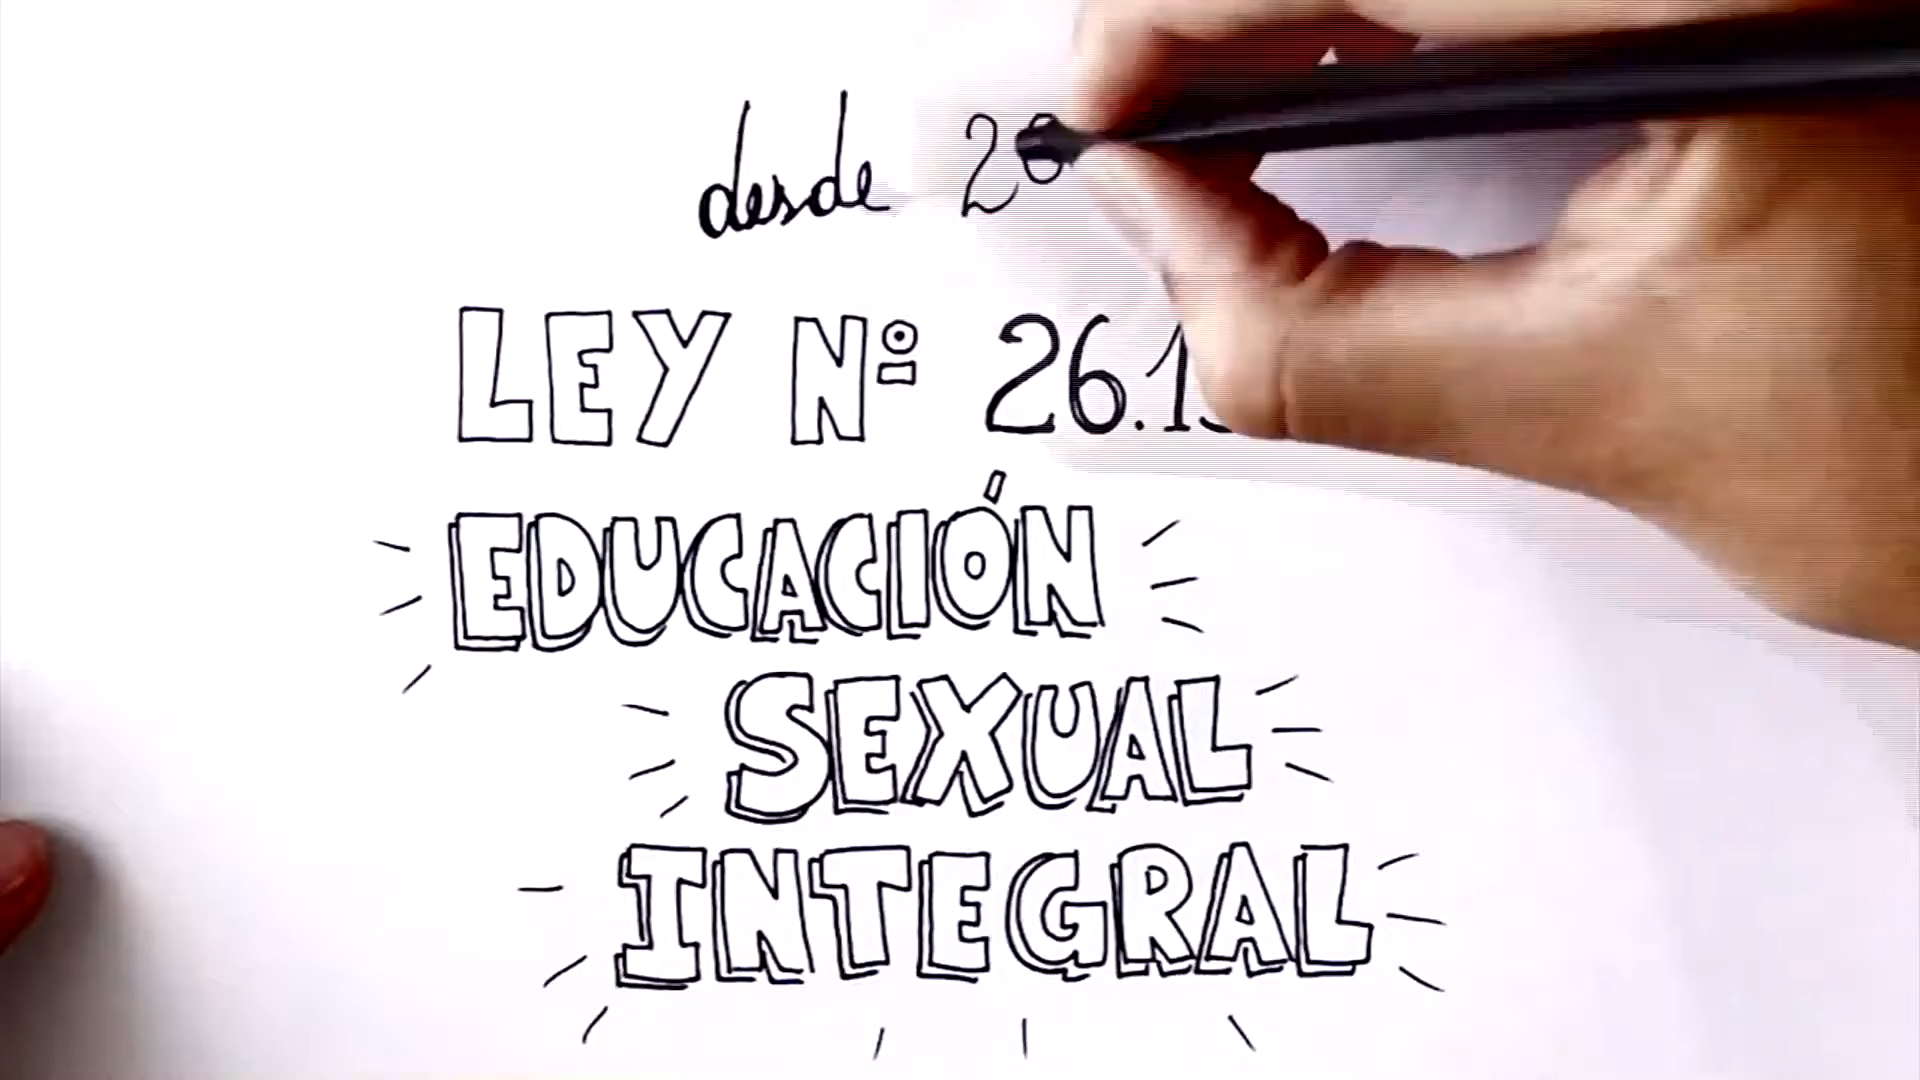 desde 20
LEY Nº 26.1
EDUCACIÓN
SEXUAL
INTEGRAL